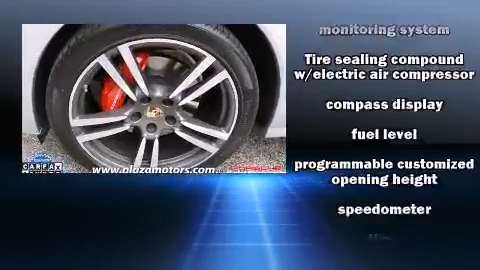 monitoring system
Tire sealing compound
w/electric air compressor
compass display
fuel level
programmable customized
opening height
speedometer
CARFAX
www.plazamotors.com